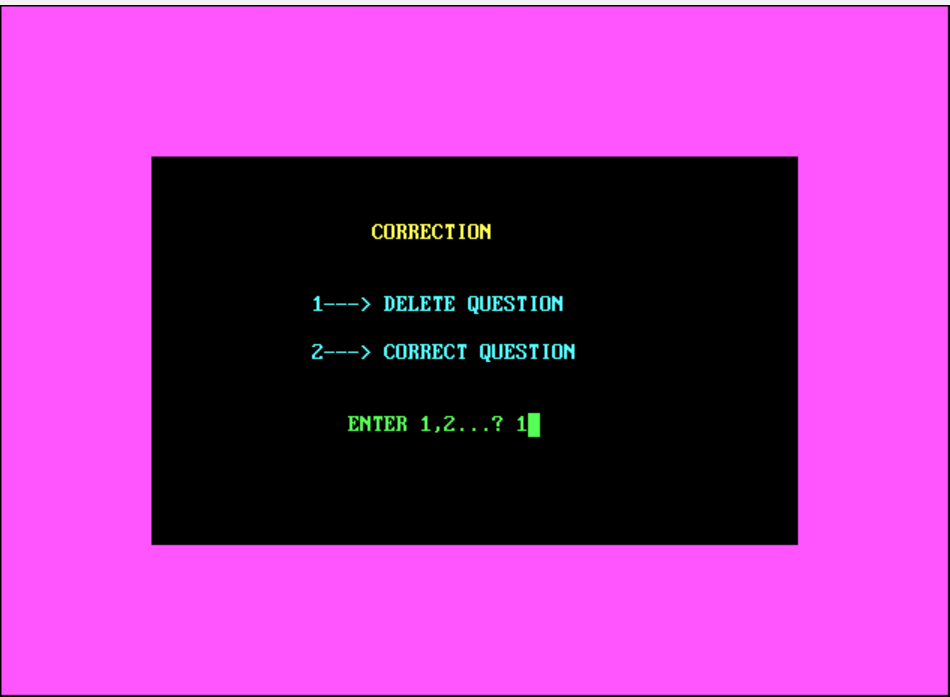 CORRECTION
1---> DELETE QUESTION
2---> CORRECT QUESTION
ENTER 1,2...? 1